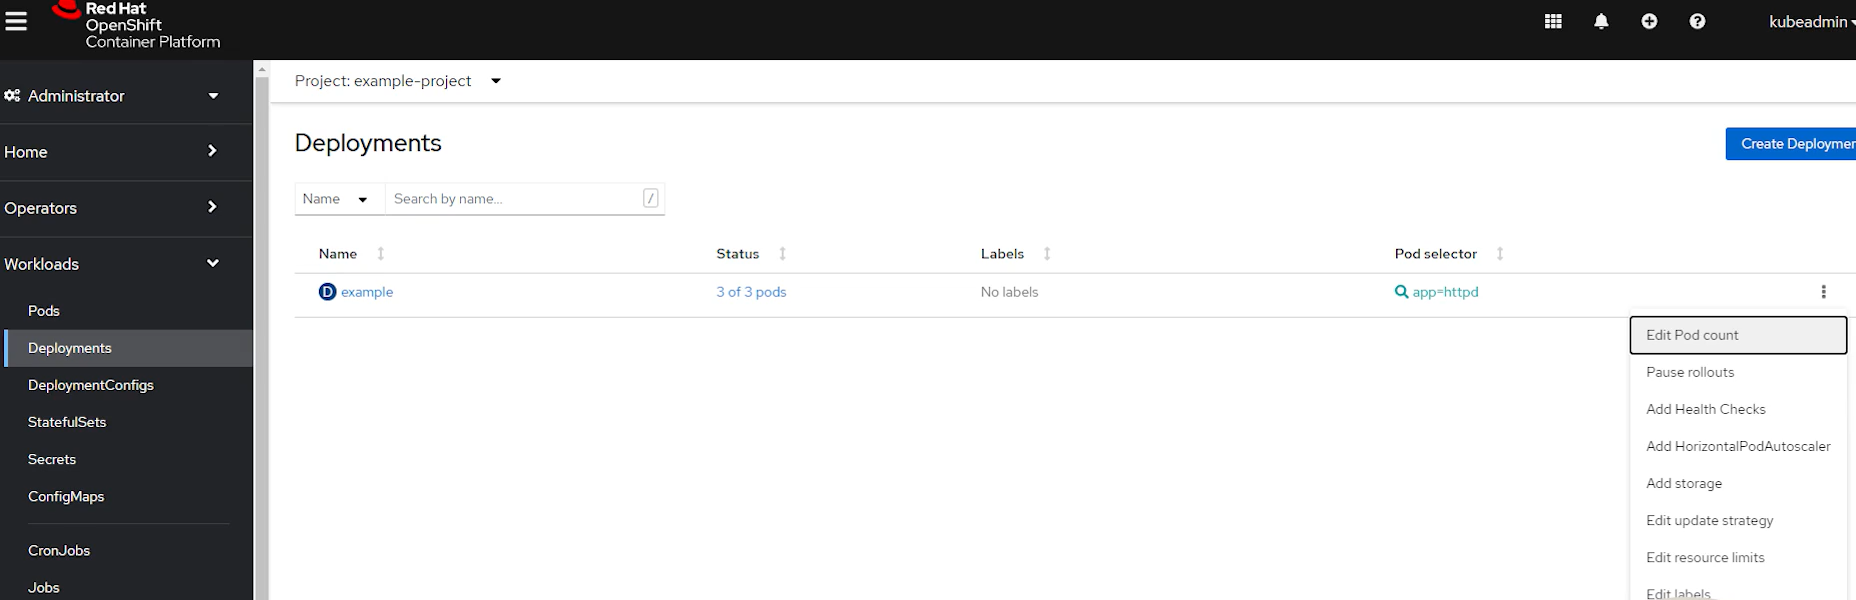 Red Hat
OpenShift
Container Platform
kubeadmin
Administrator
Home
Operators
Workloads
Pods
Deployments
DeploymentConfigs
StatefulSets
Secrets
ConfigMaps
CronJobs
Jobs
Project: example-project
Deployments
Create Deploymen
Name
Search by name...
/
Name Status Labels Pod selector
D example 3 of 3 pods No labels app=httpd
Edit Pod count
Pause rollouts
Add Health Checks
Add HorizontalPodAutoscaler
Add storage
Edit update strategy
Edit resource limits
Edit labels